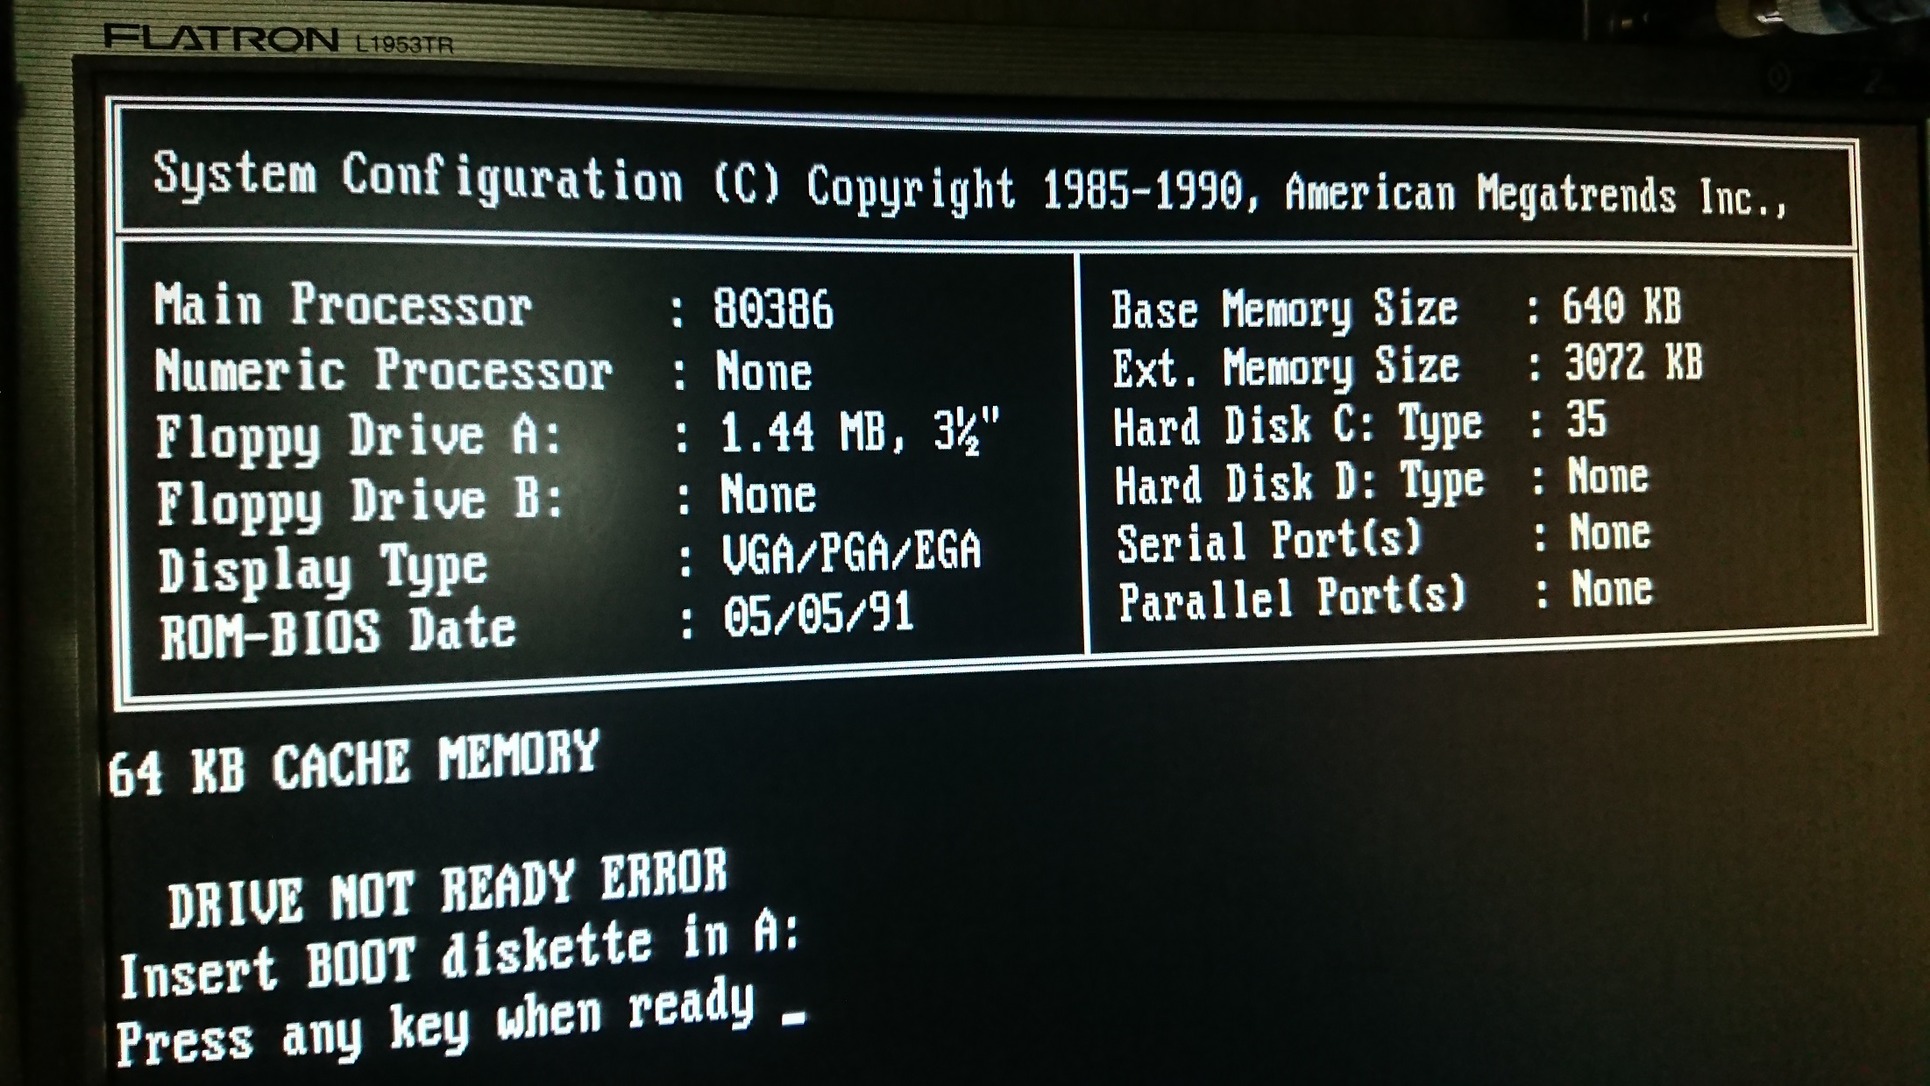 FLATRON L1953TR
System Configuration (C) Copyright 1985-1990, American Megatrends Inc.,
Main Processor : 80386
Numeric Processor : None
Floppy Drive A: : 1.44 MB, 3½"
Floppy Drive B: : None
Display Type : VGA/PGA/EGA
ROM-BIOS Date : 05/05/91
Base Memory Size : 640 KB
Ext. Memory Size : 3072 KB
Hard Disk C: Type : 35
Hard Disk D: Type : None
Serial Port(s) : None
Parallel Port(s) : None
64 KB CACHE MEMORY
DRIVE NOT READY ERROR
Insert BOOT diskette in A:
Press any key when ready _